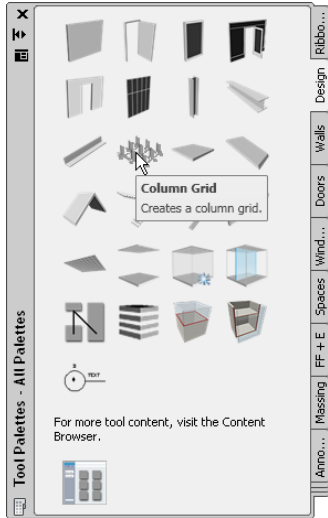 Tool Palettes - All Palettes
Column Grid
Creates a column grid.
TEXT
For more tool content, visit the Content
Browser.
Ribbo...
Design
Walls
Doors
Wind...
Spaces
FF + E
Massing
Anno...